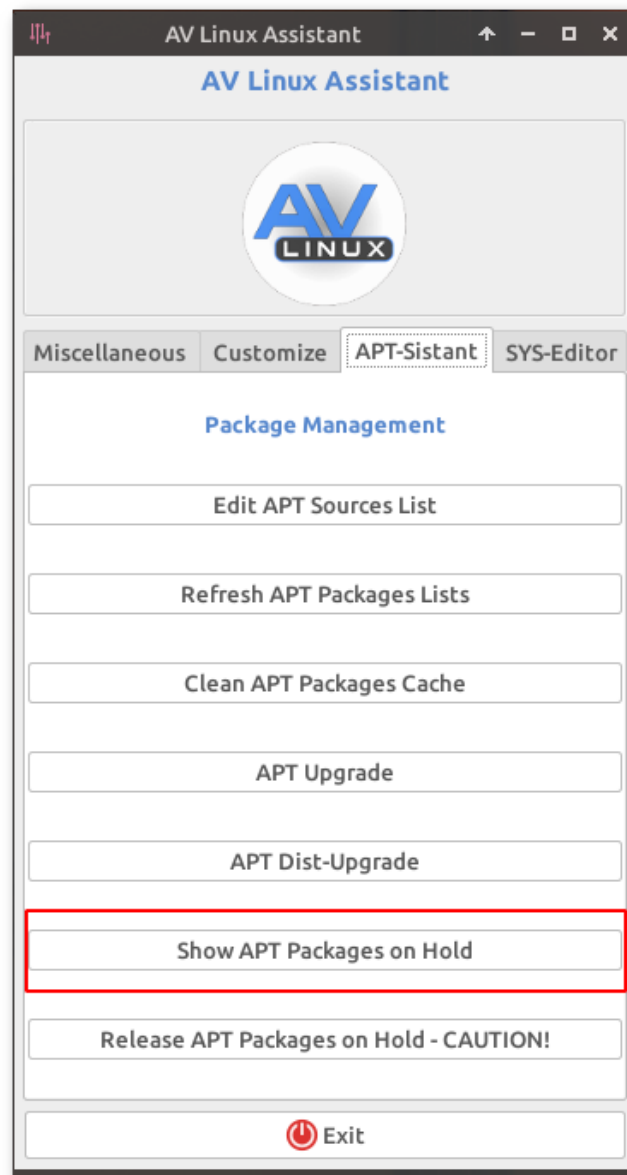 AV Linux Assistant
AV Linux Assistant
AV
LINUX
Miscellaneous Customize APT-Sistant SYS-Editor
Package Management
Edit APT Sources List
Refresh APT Packages Lists
Clean APT Packages Cache
APT Upgrade
APT Dist-Upgrade
Show APT Packages on Hold
Release APT Packages on Hold - CAUTION!
Exit